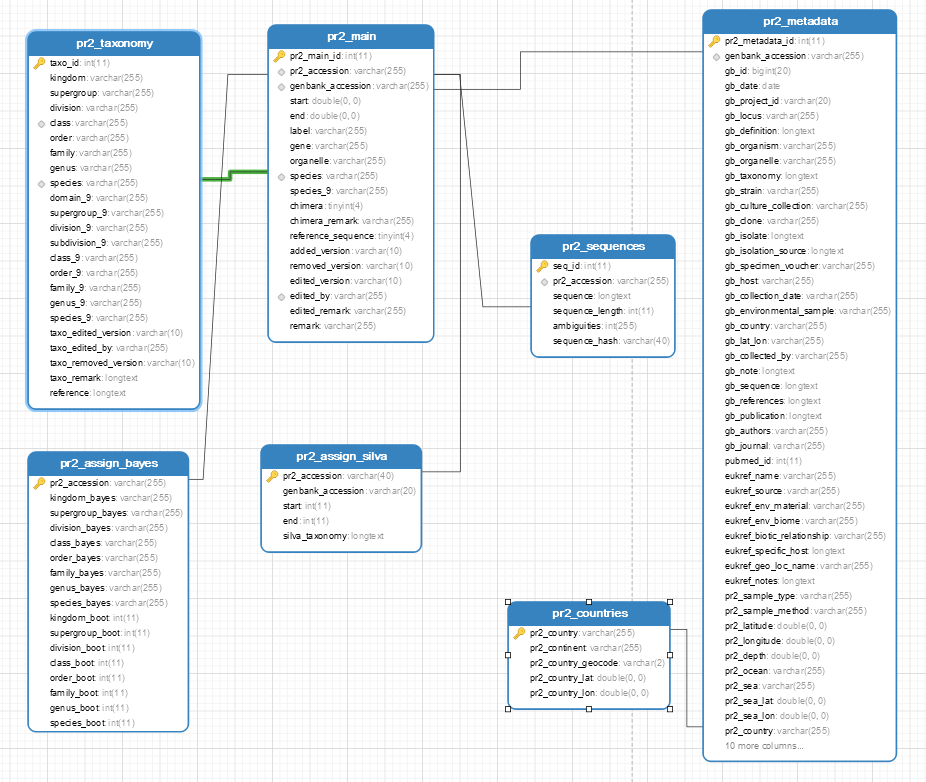 pr2_taxonomy
taxo_id: int(11)
kingdom: varchar(255)
supergroup: varchar(255)
division: varchar(255)
class: varchar(255)
order: varchar(255)
family: varchar(255)
genus: varchar(255)
species: varchar(255)
domain_9: varchar(255)
supergroup_9: varchar(255)
division_9: varchar(255)
subdivision_9: varchar(255)
class_9: varchar(255)
order_9: varchar(255)
family_9: varchar(255)
genus_9: varchar(255)
species_9: varchar(255)
taxo_edited_version: varchar(10)
taxo_edited_by: varchar(255)
taxo_removed_version: varchar(10)
taxo_remark: longtext
reference: longtext
pr2_main
pr2_main_id: int(11)
pr2_accession: varchar(255)
genbank_accession: varchar(255)
start: double(0, 0)
end: double(0, 0)
label: varchar(255)
gene: varchar(255)
organelle: varchar(255)
species: varchar(255)
species_9: varchar(255)
chimera: tinyint(4)
chimera_remark: varchar(255)
reference_sequence: tinyint(4)
added_version: varchar(10)
removed_version: varchar(10)
edited_version: varchar(10)
edited_by: varchar(255)
edited_remark: varchar(255)
remark: varchar(255)
pr2_sequences
seq_id: int(11)
pr2_accession: varchar(255)
sequence: longtext
sequence_length: int(11)
ambiguities: int(255)
sequence_hash: varchar(40)
pr2_metadata
pr2_metadata_id: int(11)
genbank_accession: varchar(255)
gb_id: bigint(20)
gb_date: date
gb_project_id: varchar(20)
gb_locus: varchar(255)
gb_definition: longtext
gb_organism: varchar(255)
gb_organelle: varchar(255)
gb_taxonomy: longtext
gb_strain: varchar(255)
gb_culture_collection: varchar(255)
gb_clone: varchar(255)
gb_isolate: longtext
gb_isolation_source: longtext
gb_specimen_voucher: varchar(255)
gb_host: varchar(255)
gb_collection_date: varchar(255)
gb_environmental_sample: varchar(255)
gb_country: varchar(255)
gb_lat_lon: varchar(255)
gb_collected_by: varchar(255)
gb_note: longtext
gb_sequence: longtext
gb_references: longtext
gb_publication: longtext
gb_authors: varchar(255)
gb_journal: varchar(255)
pubmed_id: int(11)
eukref_name: varchar(255)
eukref_source: varchar(255)
eukref_env_material: varchar(255)
eukref_env_biome: varchar(255)
eukref_biotic_relationship: varchar(255)
eukref_specific_host: longtext
eukref_geo_loc_name: varchar(255)
eukref_notes: longtext
pr2_sample_type: varchar(255)
pr2_sample_method: varchar(255)
pr2_latitude: double(0, 0)
pr2_longitude: double(0, 0)
pr2_depth: double(0, 0)
pr2_ocean: varchar(255)
pr2_sea: varchar(255)
pr2_sea_lat: double(0, 0)
pr2_sea_lon: double(0, 0)
pr2_country: varchar(255)
10 more columns...
pr2_assign_bayes
pr2_accession: varchar(255)
kingdom_bayes: varchar(255)
supergroup_bayes: varchar(255)
division_bayes: varchar(255)
class_bayes: varchar(255)
order_bayes: varchar(255)
family_bayes: varchar(255)
genus_bayes: varchar(255)
species_bayes: varchar(255)
kingdom_boot: int(11)
supergroup_boot: int(11)
division_boot: int(11)
class_boot: int(11)
order_boot: int(11)
family_boot: int(11)
genus_boot: int(11)
species_boot: int(11)
pr2_assign_silva
pr2_accession: varchar(40)
genbank_accession: varchar(20)
start: int(11)
end: int(11)
silva_taxonomy: longtext
pr2_countries
pr2_country: varchar(255)
pr2_continent: varchar(255)
pr2_country_geocode: varchar(2)
pr2_country_lat: double(0, 0)
pr2_country_lon: double(0, 0)